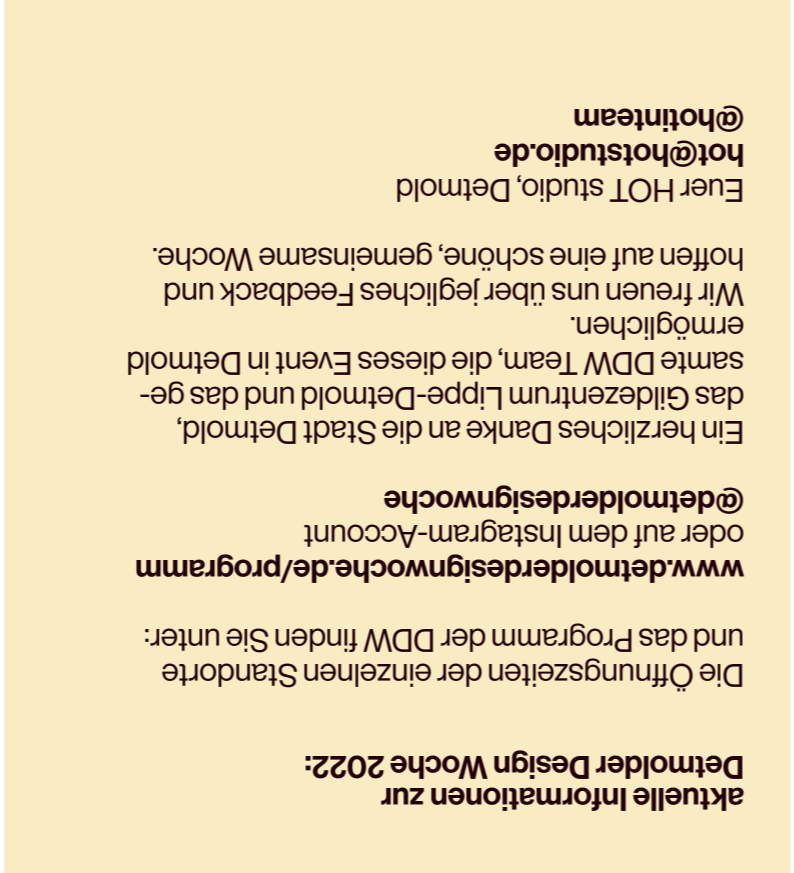 aktuelle Informationen zur
Detmolder Design Woche 2022:
Die Öffnungszeiten der einzelnen Standorte
und das Programm der DDW finden Sie unter:
www.detmolderdesignwoche.de/programm
oder auf dem Instagram-Account
@detmolderdesignwoche
Ein herzliches Danke an die Stadt Detmold,
das Gildezentrum Lippe-Detmold und das ge-
samte DDW Team, die dieses Event in Detmold
ermöglichen.
Wir freuen uns über jegliches Feedback und
hoffen auf eine schöne, gemeinsame Woche.
Euer HOT studio, Detmold
hot@hotstudio.de
@hotinteam